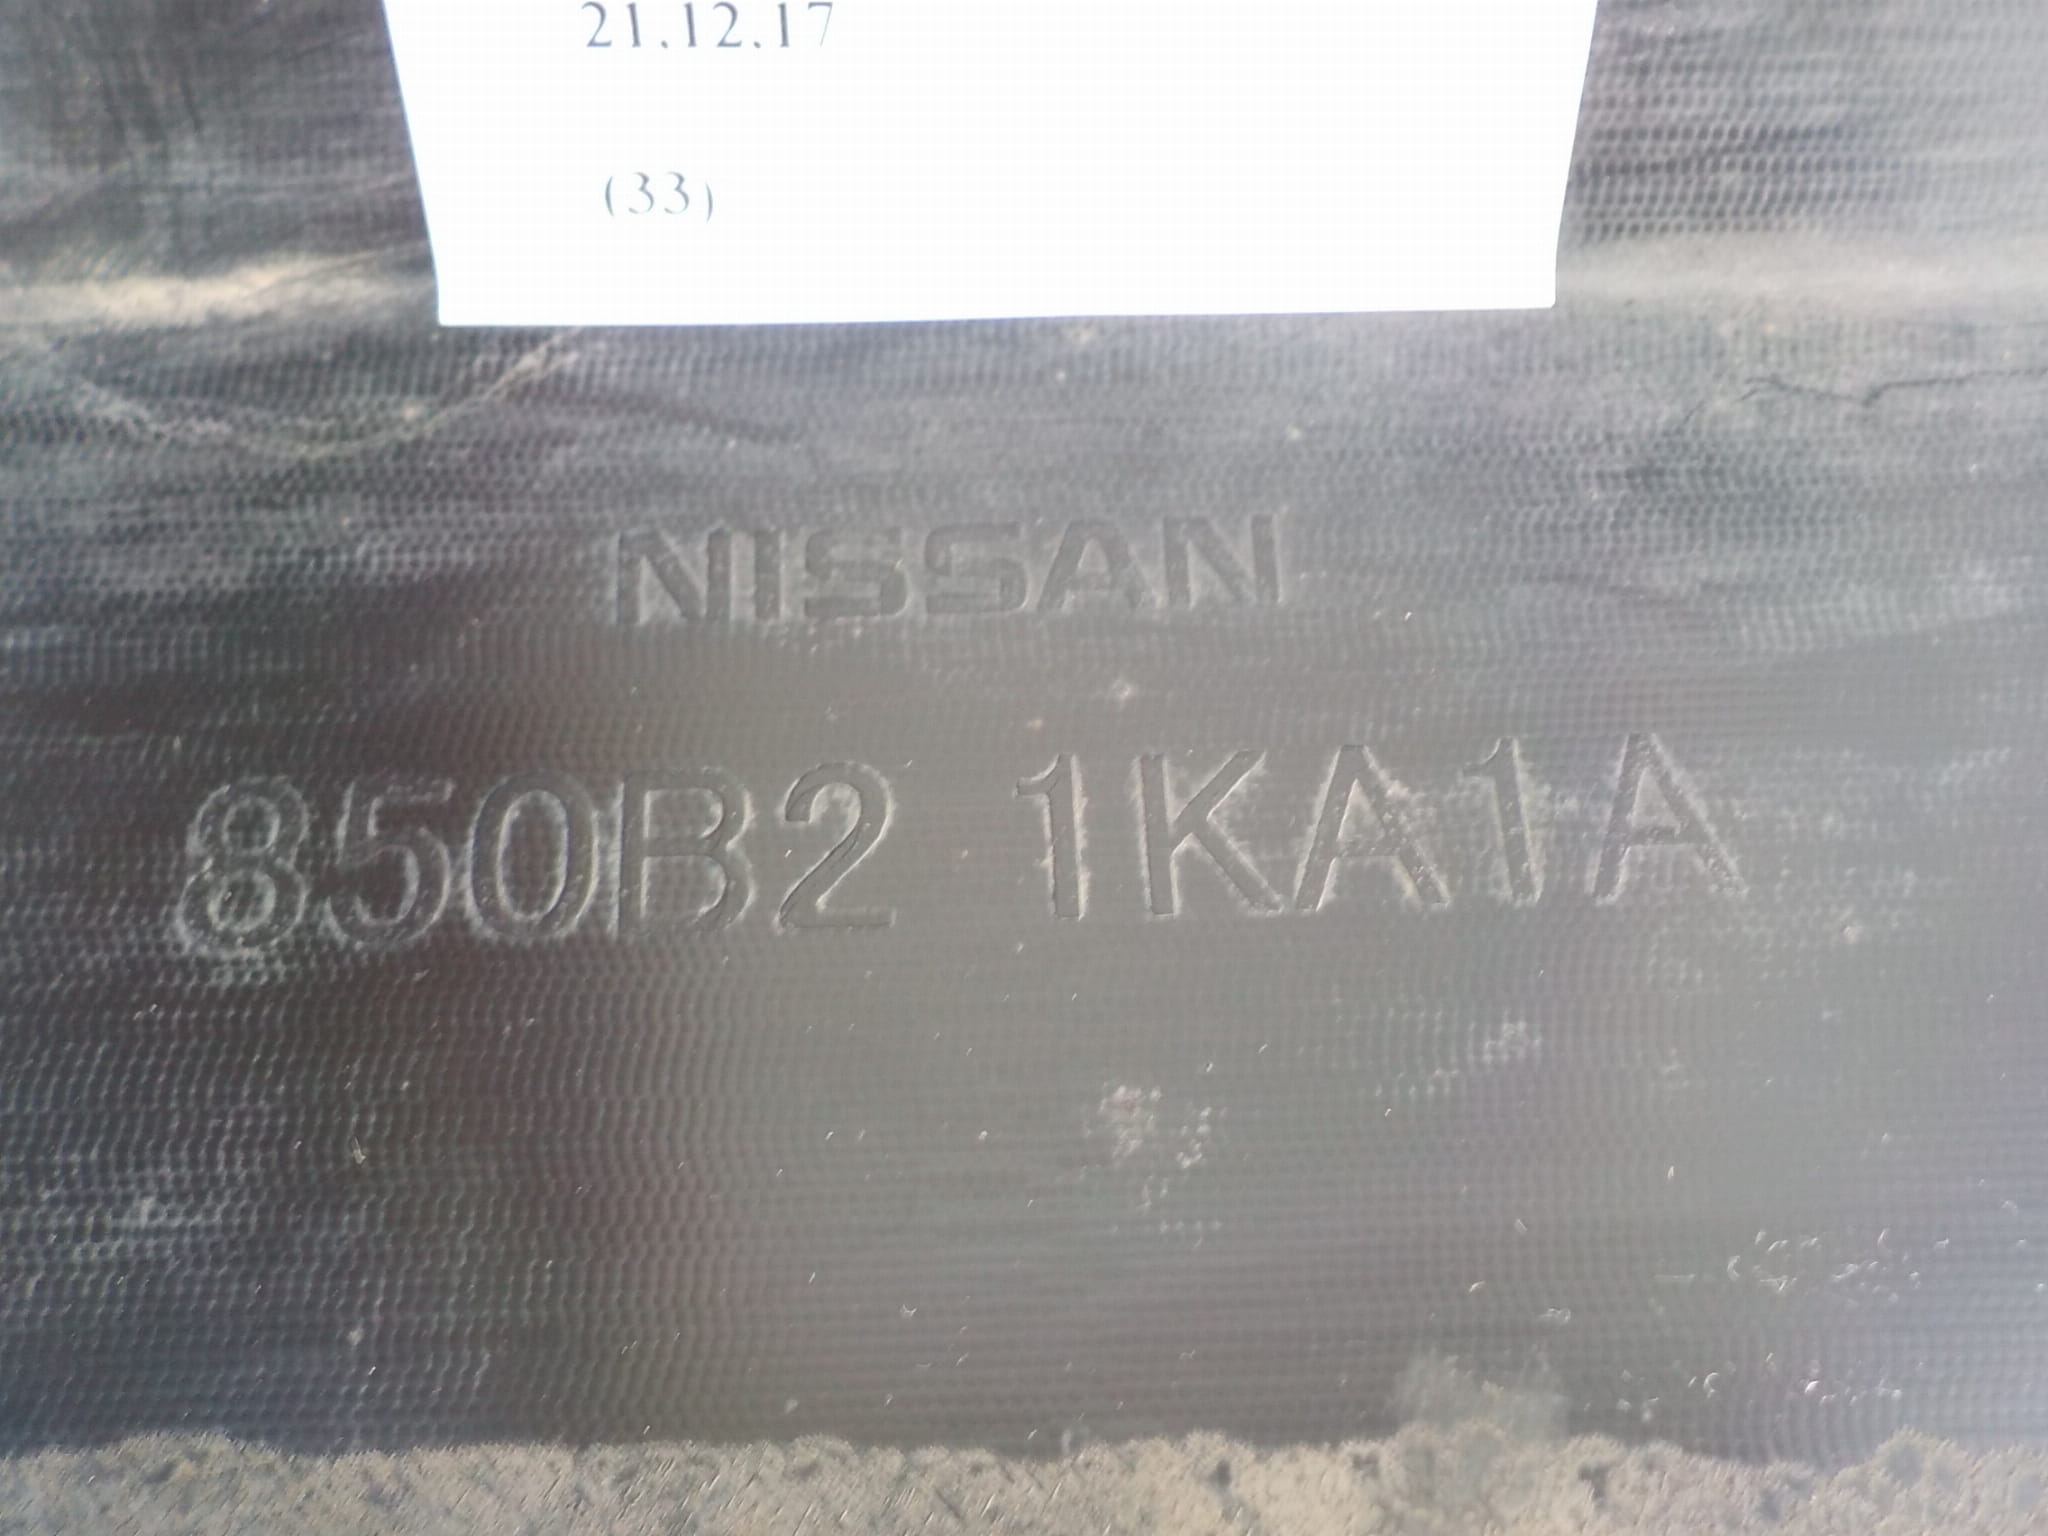 21.12.17
(33)
NISSAN
850B2 1KA1A